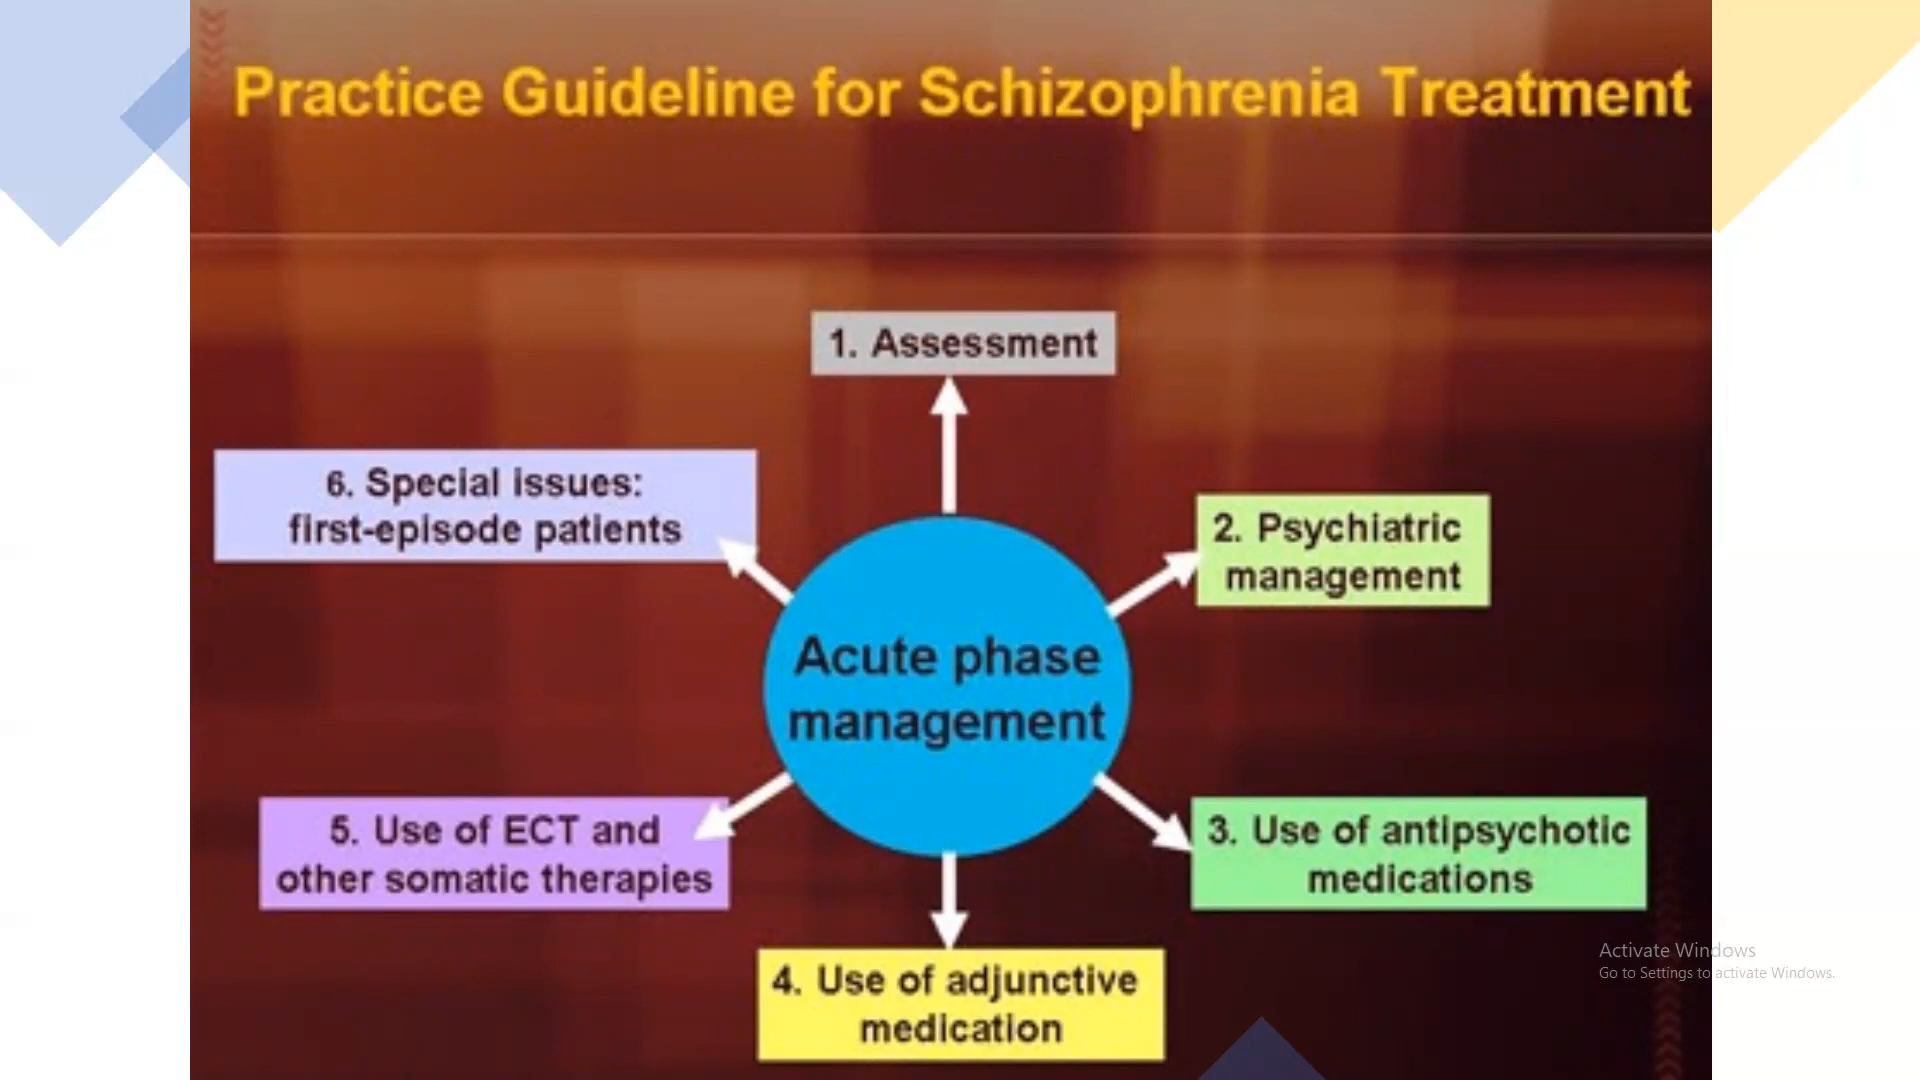 Practice Guideline for Schizophrenia Treatment
1. Assessment
2. Psychiatric
management
3. Use of antipsychotic
medications
4. Use of adjunctive
medication
5. Use of ECT and
other somatic therapies
6. Special issues:
first-episode patients
Acute phase
management
Activate Windows
Go to Settings to activate Windows.